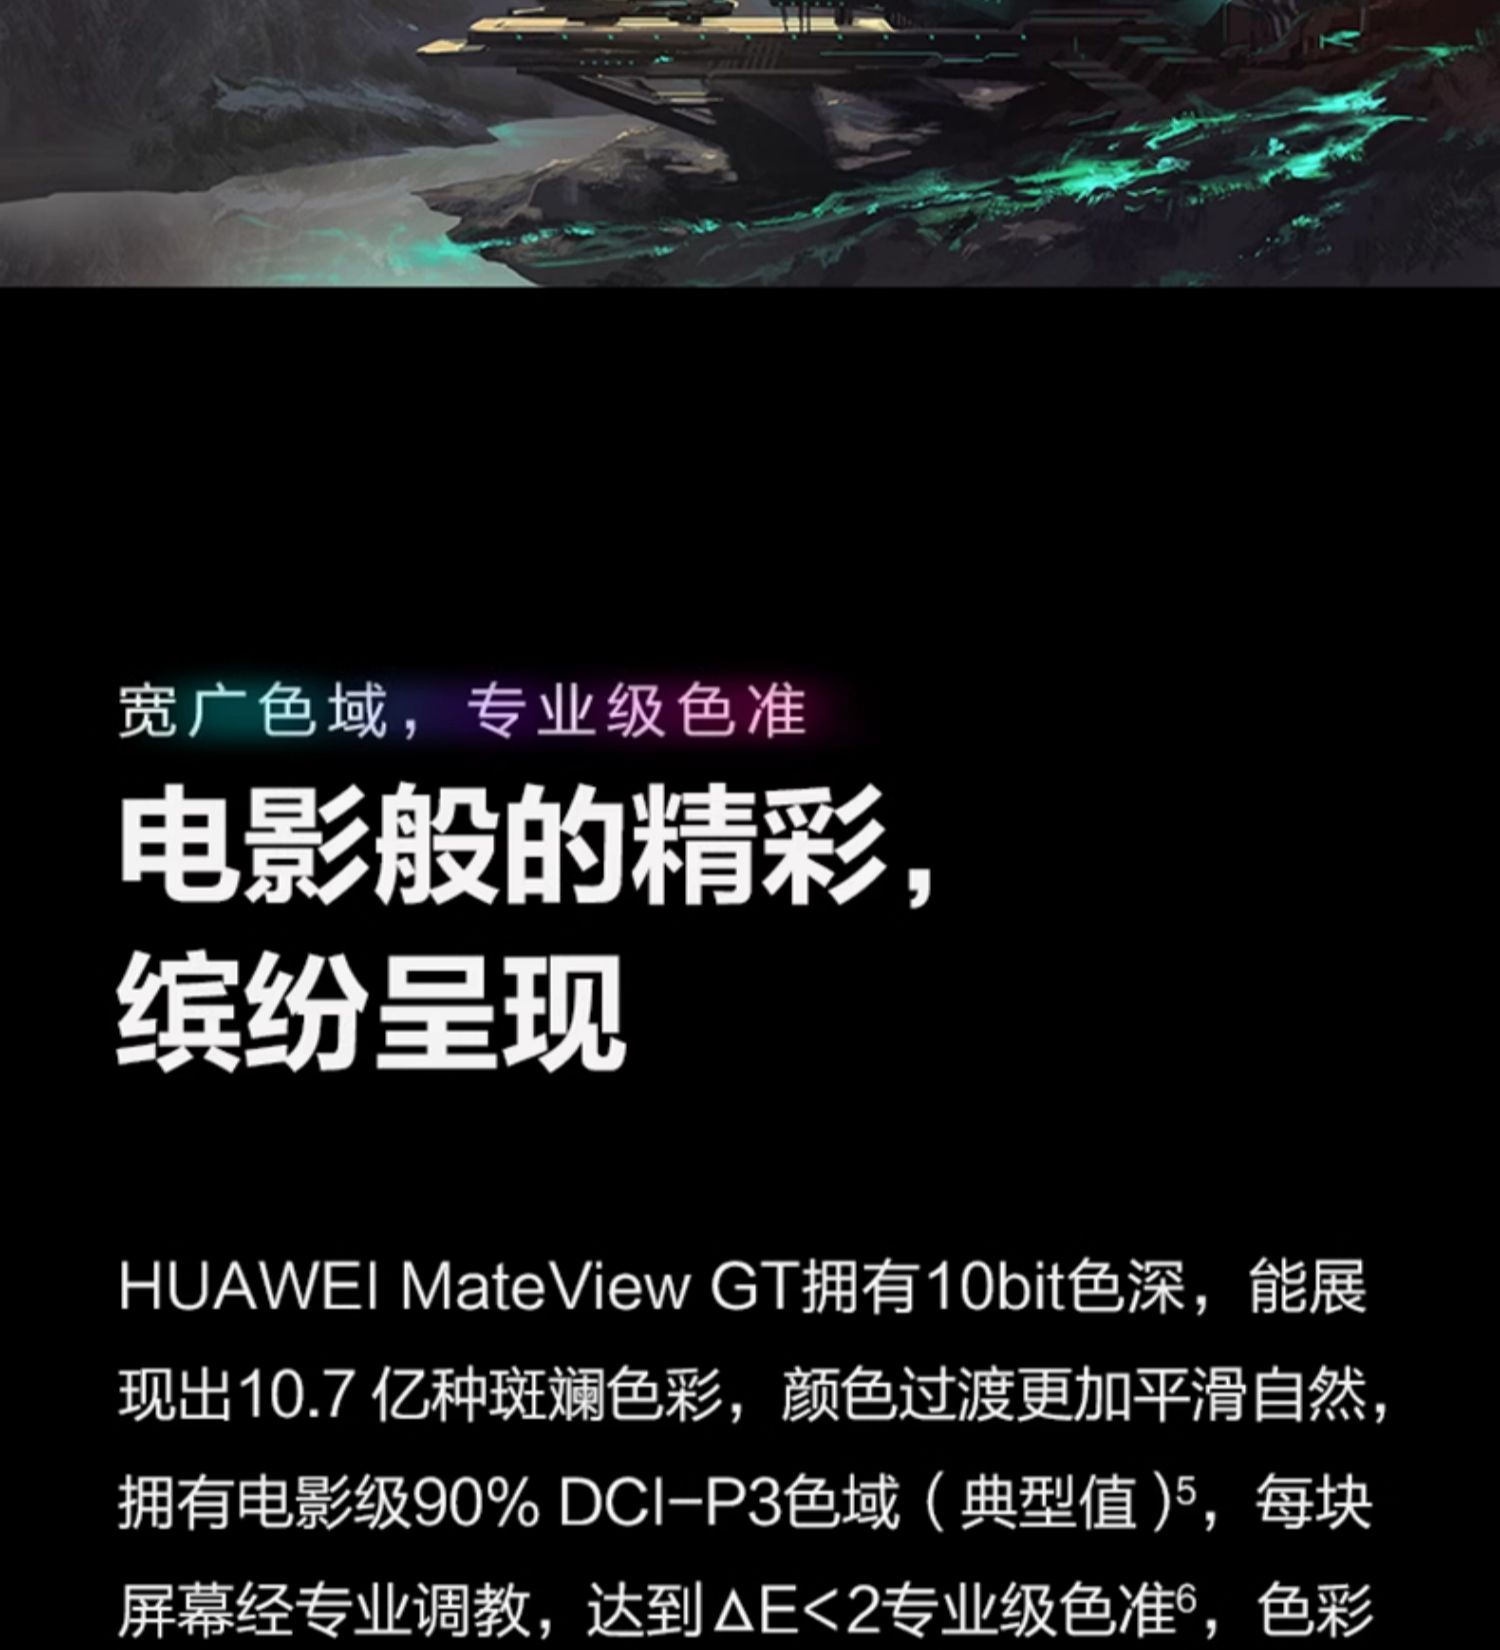 宽广色域，专业级色准
电影般的精彩，
缤纷呈现
HUAWEI MateView GT拥有10bit色深，能展
现出10.7 亿种斑斓色彩，颜色过渡更加平滑自然，
拥有电影级90% DCI-P3色域（典型值）⁵，每块
屏幕经专业调教，达到ΔE<2专业级色准⁶，色彩